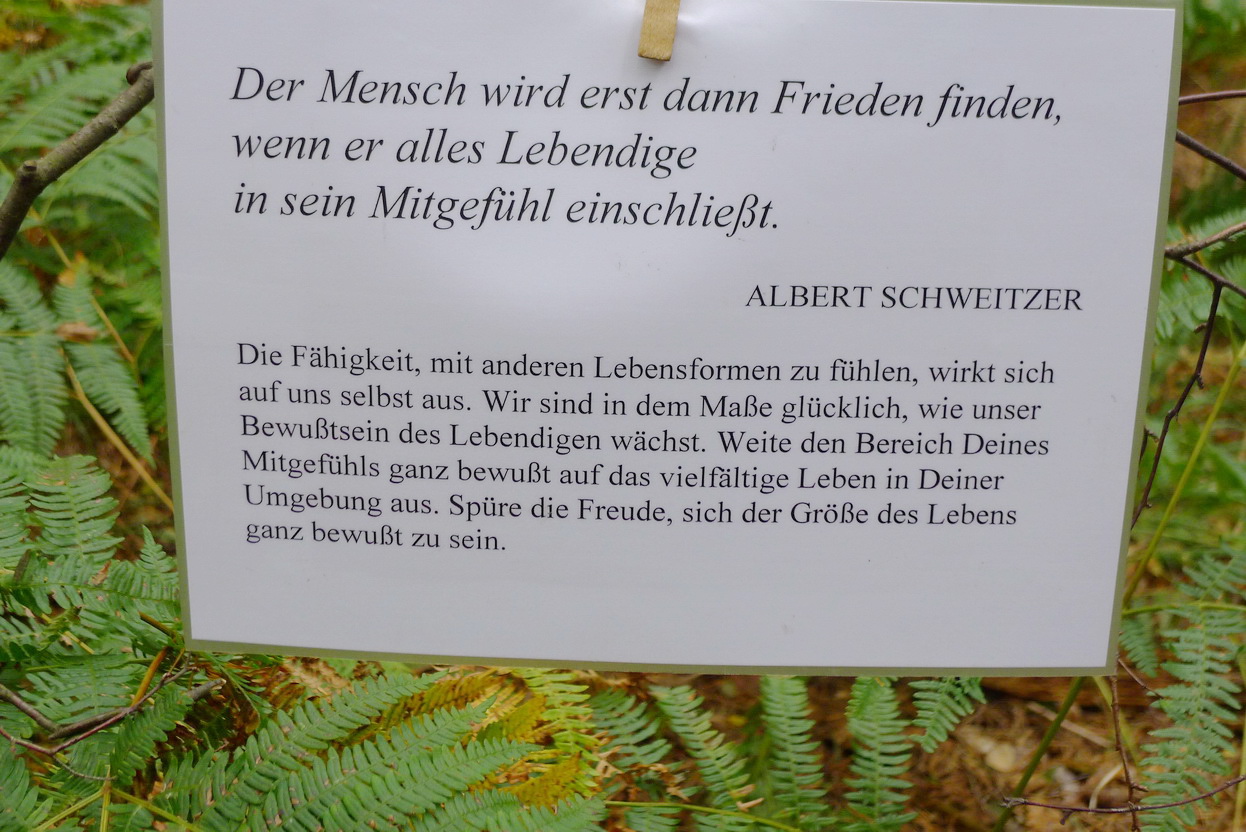 Der Mensch wird erst dann Frieden finden,
wenn er alles Lebendige
in sein Mitgefühl einschließt.
ALBERT SCHWEITZER
Die Fähigkeit, mit anderen Lebensformen zu fühlen, wirkt sich
auf uns selbst aus. Wir sind in dem Maße glücklich, wie unser
Bewußtsein des Lebendigen wächst. Weite den Bereich Deines
Mitgefühls ganz bewußt auf das vielfältige Leben in Deiner
Umgebung aus. Spüre die Freude, sich der Größe des Lebens
ganz bewußt zu sein.